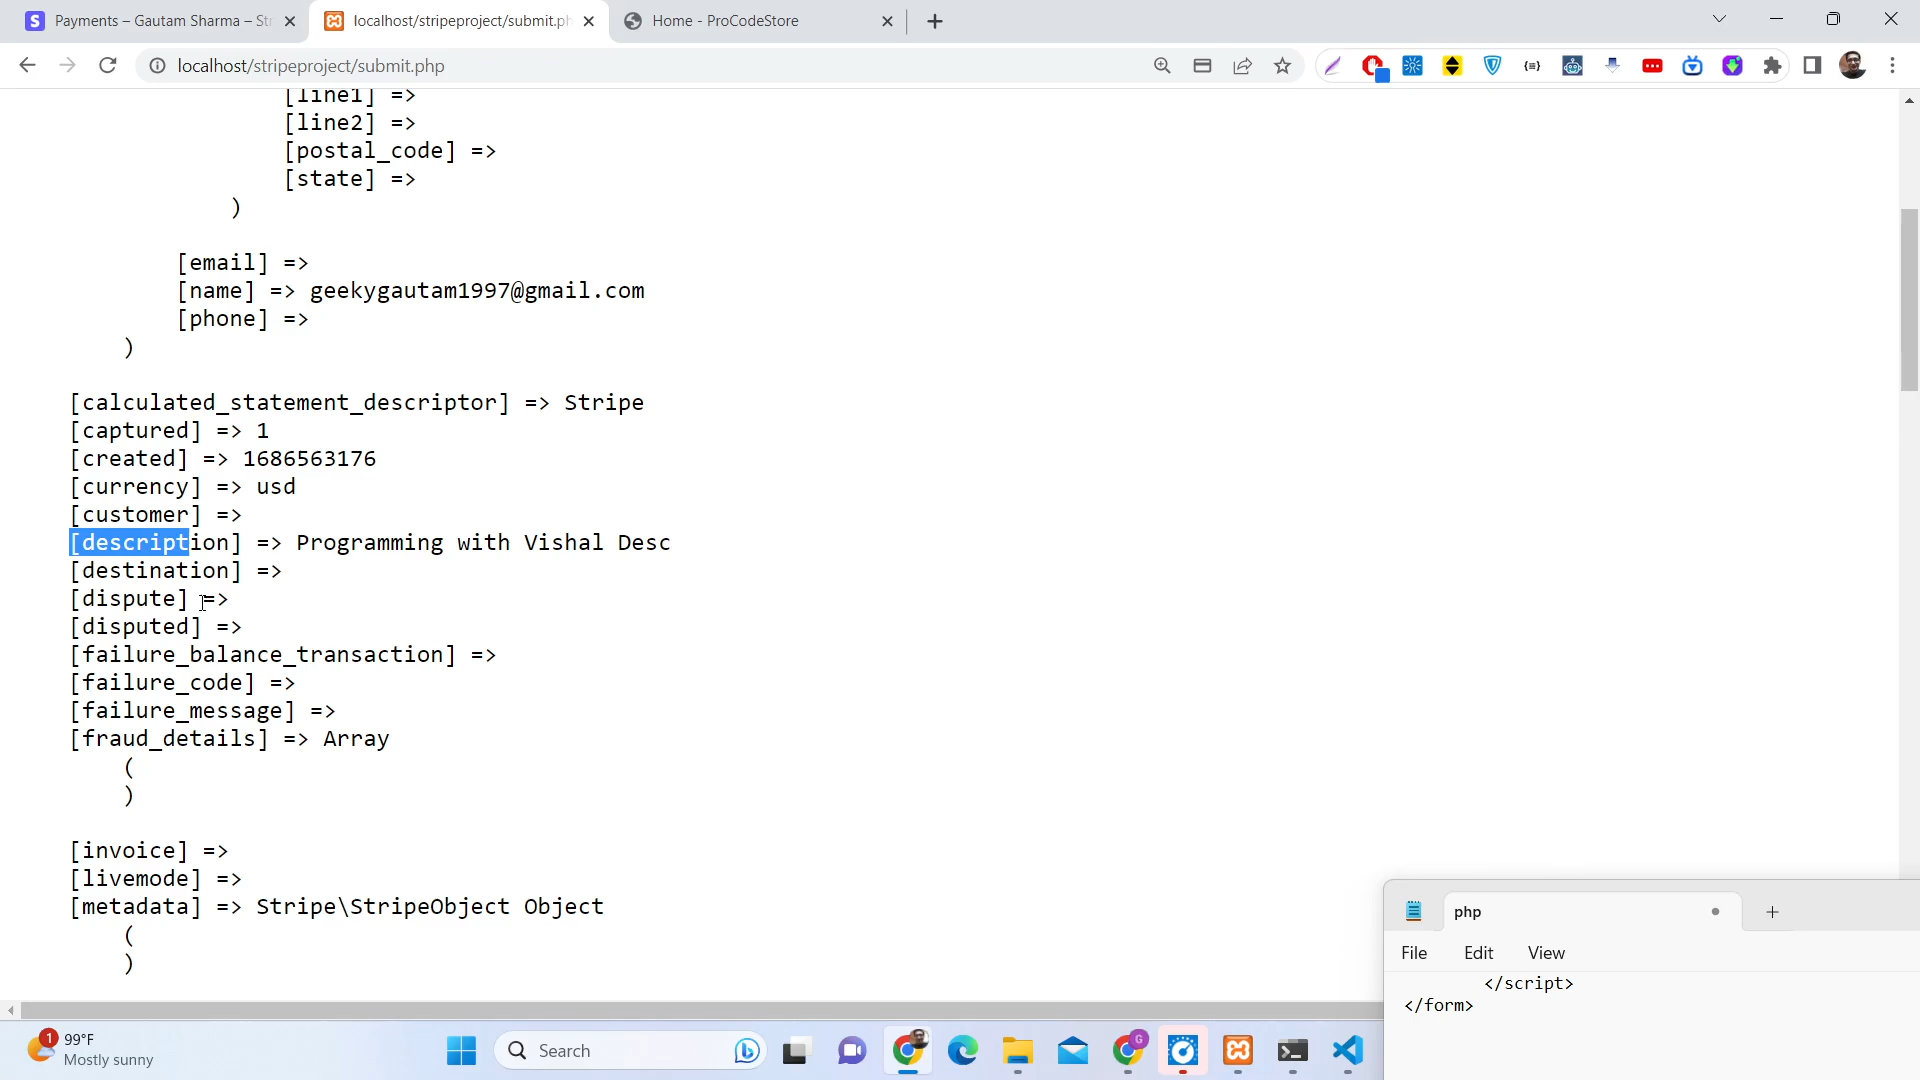 Payments – Gautam Sharma – St
localhost/stripeproject/submit.ph
Home - ProCodeStore
localhost/stripeproject/submit.php
[line1] =>
[line2] =>
[postal_code] =>
[state] =>
)
[email] =>
[name] => geekygautam1997@gmail.com
[phone] =>
)
[calculated_statement_descriptor] => Stripe
[captured] => 1
[created] => 1686563176
[currency] => usd
[customer] =>
[description] => Programming with Vishal Desc
[destination] =>
[dispute] =>
[disputed] =>
[failure_balance_transaction] =>
[failure_code] =>
[failure_message] =>
[fraud_details] => Array
(
)
[invoice] =>
[livemode] =>
[metadata] => Stripe\StripeObject Object
(
)
php
File Edit View
</script>
</form>
1
99°F
Mostly sunny
Search